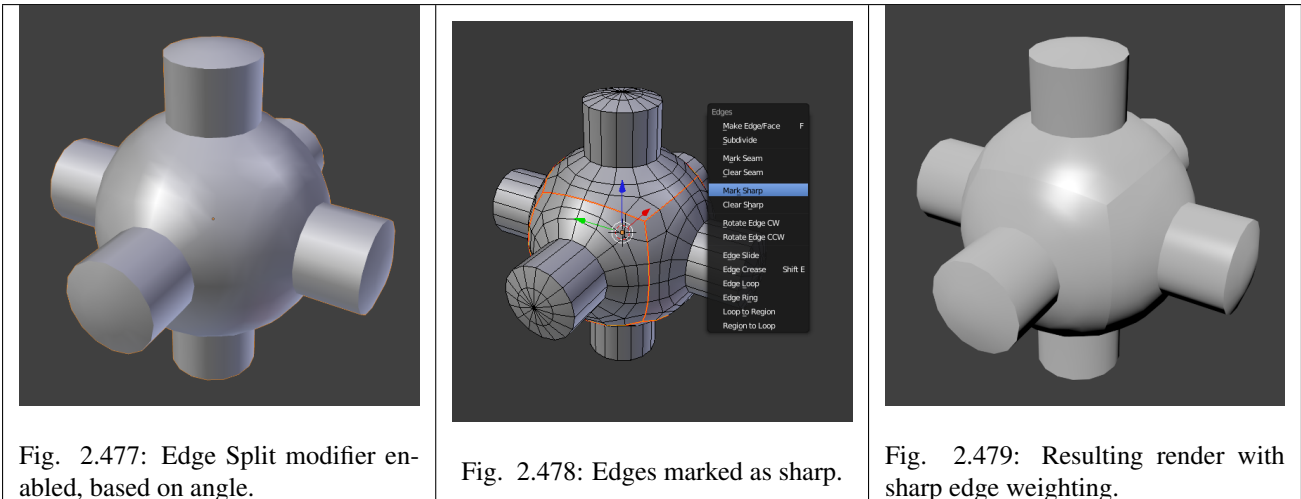 Edges
Make Edge/Face F
Subdivide
Mark Seam
Clear Seam
Mark Sharp
Clear Sharp
Rotate Edge CW
Rotate Edge CCW
Edge Slide
Edge Crease Shift E
Edge Loop
Edge Ring
Loop to Region
Region to Loop
Fig. 2.477: Edge Split modifier en-
abled, based on angle.
Fig. 2.478: Edges marked as sharp.
Fig. 2.479: Resulting render with
sharp edge weighting.